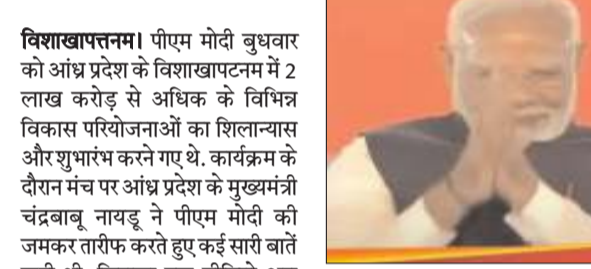 विशाखापत्तनम। पीएम मोदी बुधवार
को आंध्र प्रदेश के विशाखापटनम में 2
लाख करोड़ से अधिक के विभिन्न
विकास परियोजनाओं का शिलान्यास
और शुभारंभ करने गए थे. कार्यक्रम के
दौरान मंच पर आंध्र प्रदेश के मुख्यमंत्री
चंद्रबाबू नायडू ने पीएम मोदी की
जमकर तारीफ करते हुए कई सारी बातें